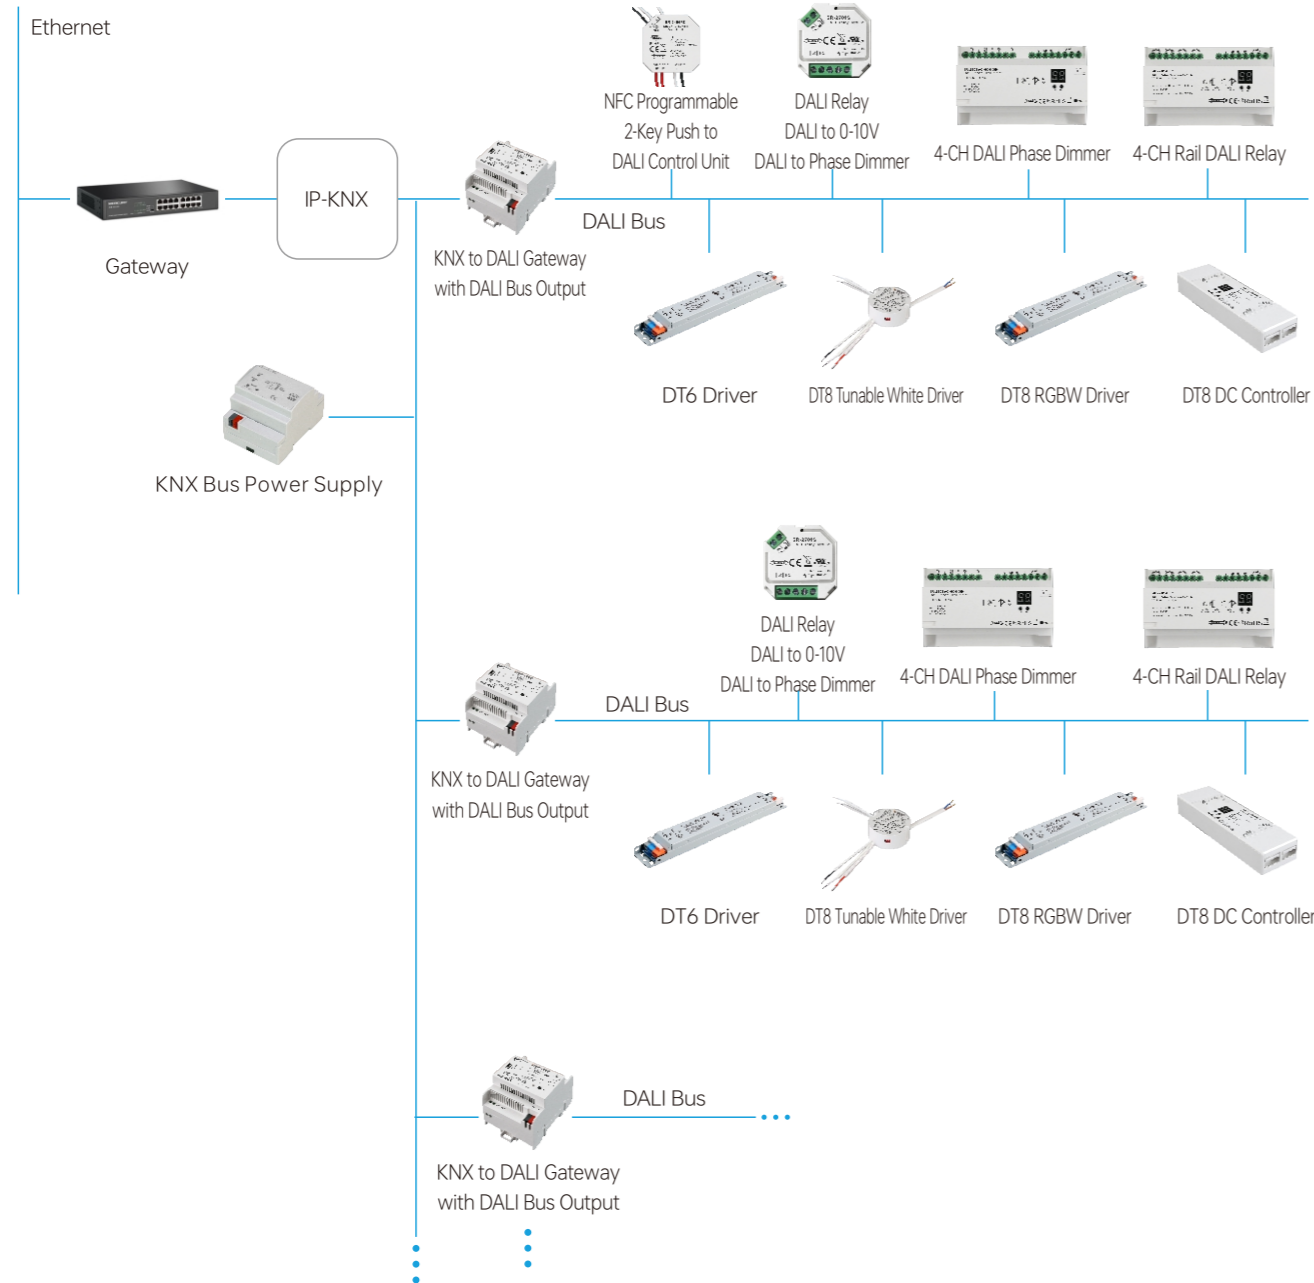 Ethernet
NFC Programmable
2-Key Push to
DALI Control Unit
DALI Relay
DALI to 0-10V
DALI to Phase Dimmer
4-CH DALI Phase Dimmer
4-CH Rail DALI Relay
IP-KNX
DALI Bus
Gateway
KNX to DALI Gateway
with DALI Bus Output
DT6 Driver
DT8 Tunable White Driver
DT8 RGBW Driver
DT8 DC Controller
KNX Bus Power Supply
DALI Relay
DALI to 0-10V
DALI to Phase Dimmer
4-CH DALI Phase Dimmer
4-CH Rail DALI Relay
DALI Bus
KNX to DALI Gateway
with DALI Bus Output
DT6 Driver
DT8 Tunable White Driver
DT8 RGBW Driver
DT8 DC Controller
DALI Bus
KNX to DALI Gateway
with DALI Bus Output